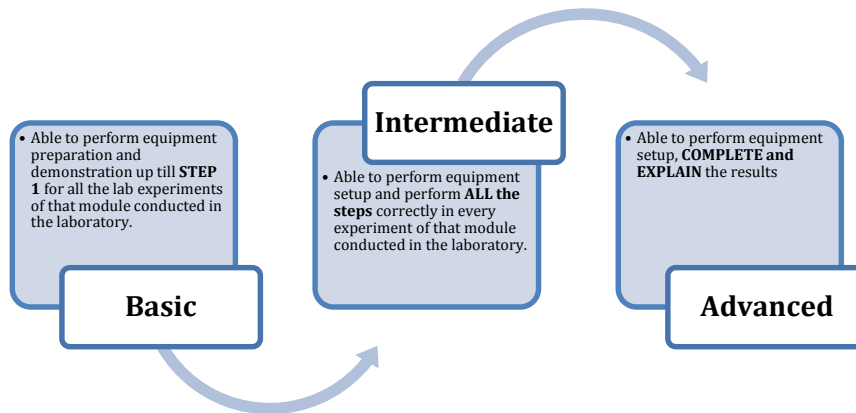 • Able to perform equipment
preparation and
demonstration up till STEP
1 for all the lab experiments
of that module conducted in
the laboratory.
Basic
Intermediate
• Able to perform equipment
setup and perform ALL the
steps correctly in every
experiment of that module
conducted in the laboratory.
• Able to perform equipment
setup, COMPLETE and
EXPLAIN the results
Advanced